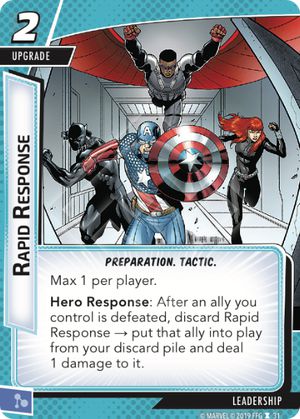 2
UPGRADE
RAPID RESPONSE
PREPARATION. TACTIC.
Max 1 per player.
Hero Response: After an ally you
control is defeated, discard Rapid
Response → put that ally into play
from your discard pile and deal
1 damage to it.
LEADERSHIP
© MARVEL © 2019 FFG 31